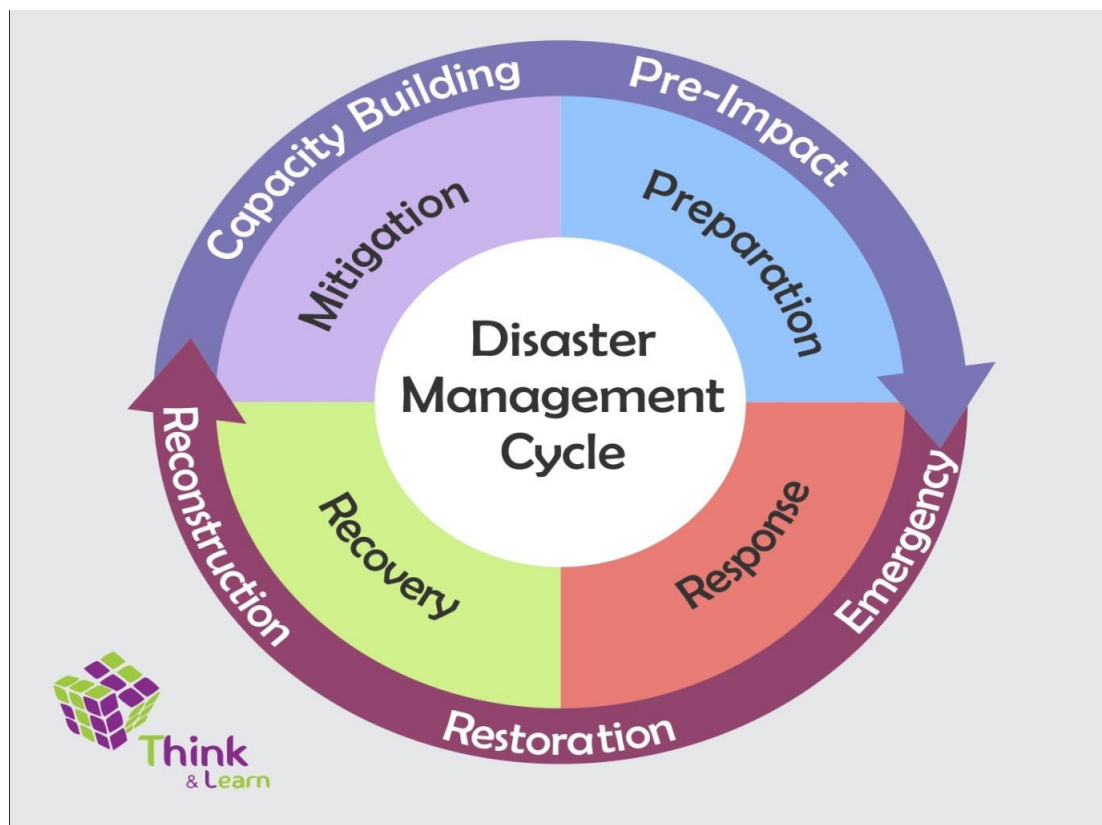 Capacity Building
Pre-Impact
Mitigation
Preparation
Disaster
Management
Cycle
Reconstruction
Recovery
Response
Emergency
Restoration
Think
& Learn